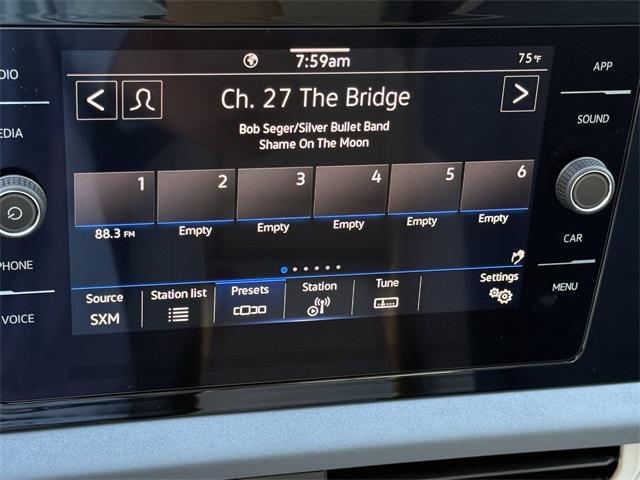 7:59am
75°F
Ch. 27 The Bridge
Bob Seger/Silver Bullet Band
Shame On The Moon
1 2 3 4 5 6
88.3 FM Empty Empty Empty Empty Empty
Source Station list Presets Station Tune Settings
SXM
DIO
EDIA
PHONE
VOICE
APP
SOUND
CAR
MENU